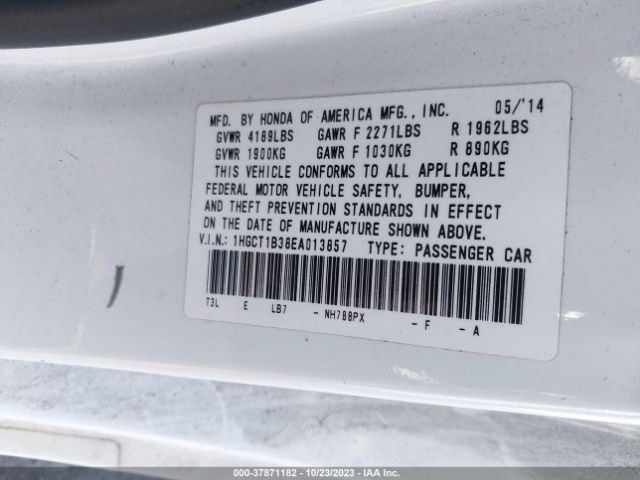 MFD. BY HONDA OF AMERICA MFG., INC. 05/'14
GVWR 4189LBS GAWR F 2271LBS R 1962LBS
GVWR 1900KG GAWR F 1030KG R 890KG
THIS VEHICLE CONFORMS TO ALL APPLICABLE
FEDERAL MOTOR VEHICLE SAFETY, BUMPER,
AND THEFT PREVENTION STANDARDS IN EFFECT
ON THE DATE OF MANUFACTURE SHOWN ABOVE.
V.I.N.: 1HGCT1B38EA013857 TYPE: PASSENGER CAR
T3L E LB7 - NH788PX - F - A
000-37871182 | 10/23/2023 | IAA Inc.